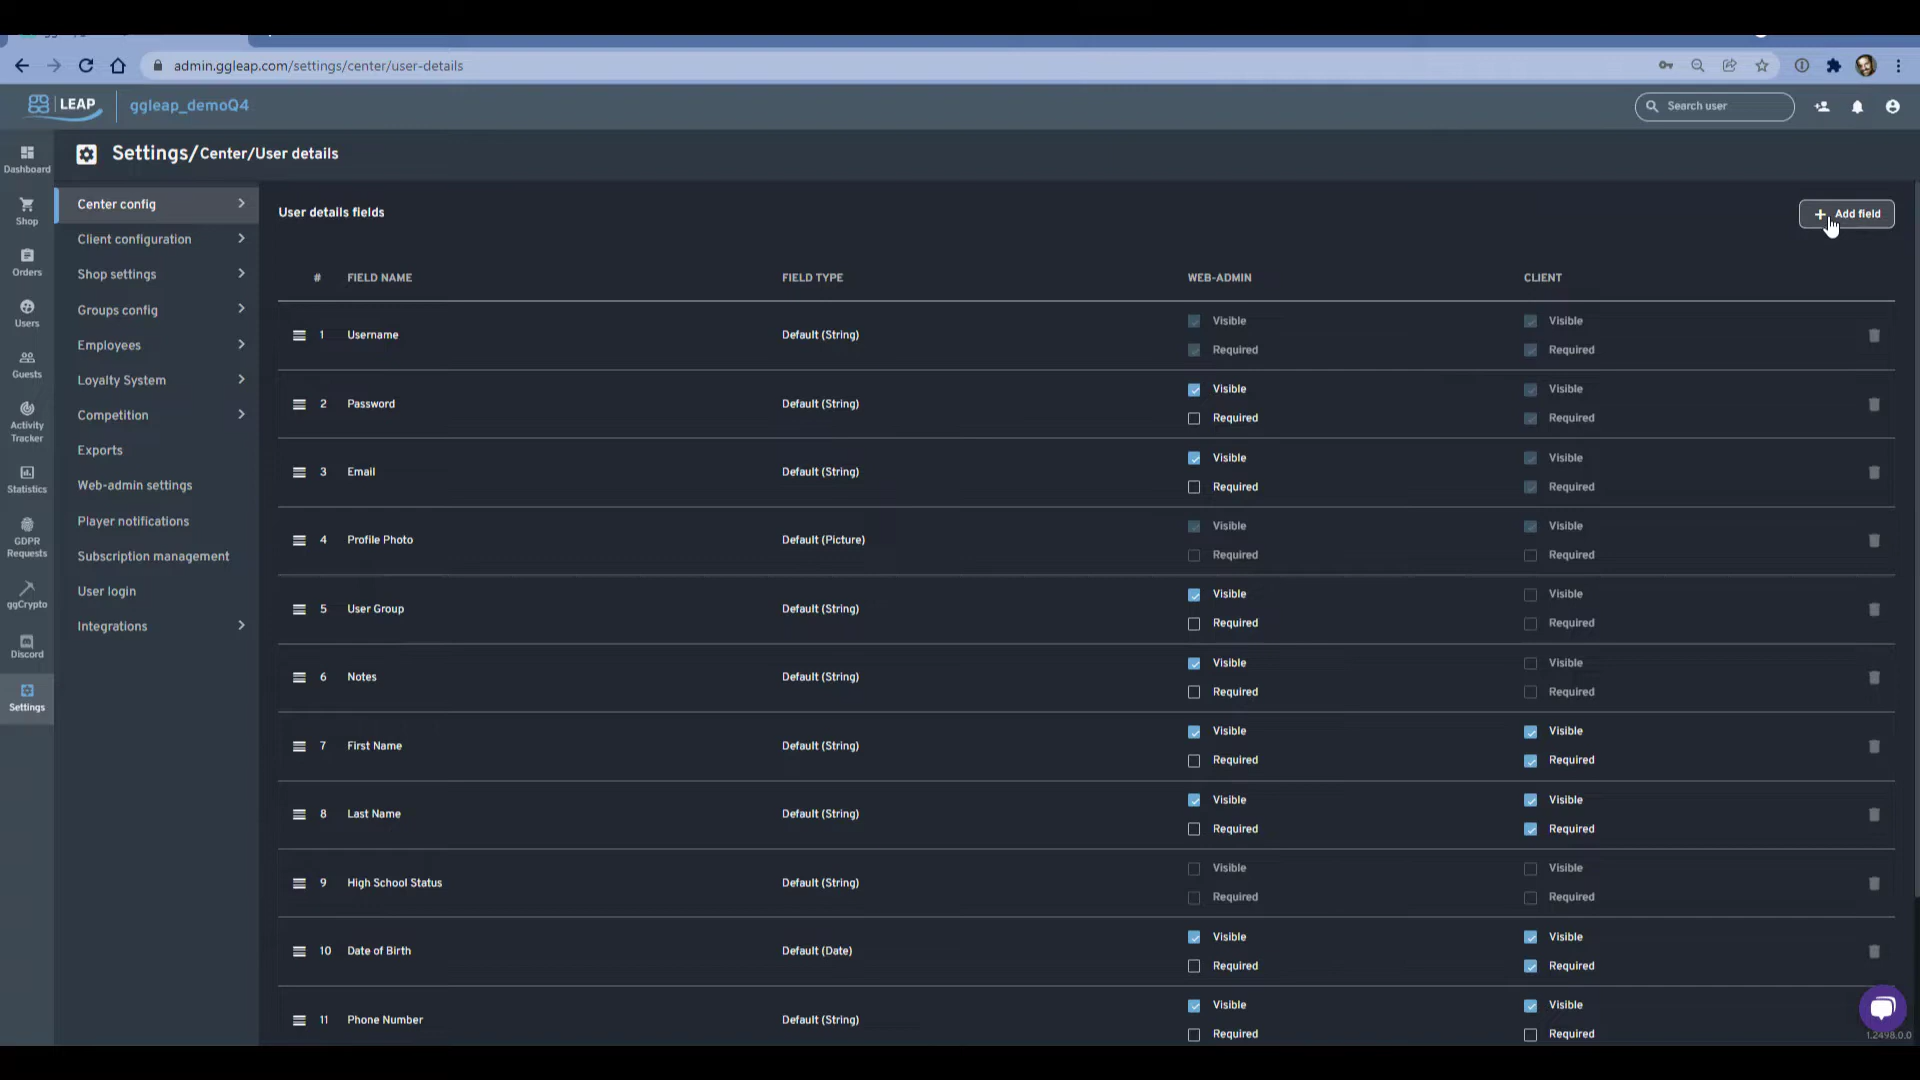 admin.ggleap.com/settings/center/user-details
LEAP
ggleap_demoQ4
Search user
Settings/Center/User details
Dashboard
Shop
Orders
Users
Guests
Activity
Tracker
Statistics
GDPR
Requests
ggCrypto
Discord
Settings
Center config
Client configuration
Shop settings
Groups config
Employees
Loyalty System
Competition
Exports
Web-admin settings
Player notifications
Subscription management
User login
Integrations
User details fields
+ Add field
# FIELD NAME FIELD TYPE WEB-ADMIN CLIENT
1 Username Default (String)
Visible Visible
Required Required
2 Password Default (String)
Visible Visible
Required Required
3 Email Default (String)
Visible Visible
Required Required
4 Profile Photo Default (Picture)
Visible Visible
Required Required
5 User Group Default (String)
Visible Visible
Required Required
6 Notes Default (String)
Visible Visible
Required Required
7 First Name Default (String)
Visible Visible
Required Required
8 Last Name Default (String)
Visible Visible
Required Required
9 High School Status Default (String)
Visible Visible
Required Required
10 Date of Birth Default (Date)
Visible Visible
Required Required
11 Phone Number Default (String)
Visible Visible
Required Required
1.2498.0.0